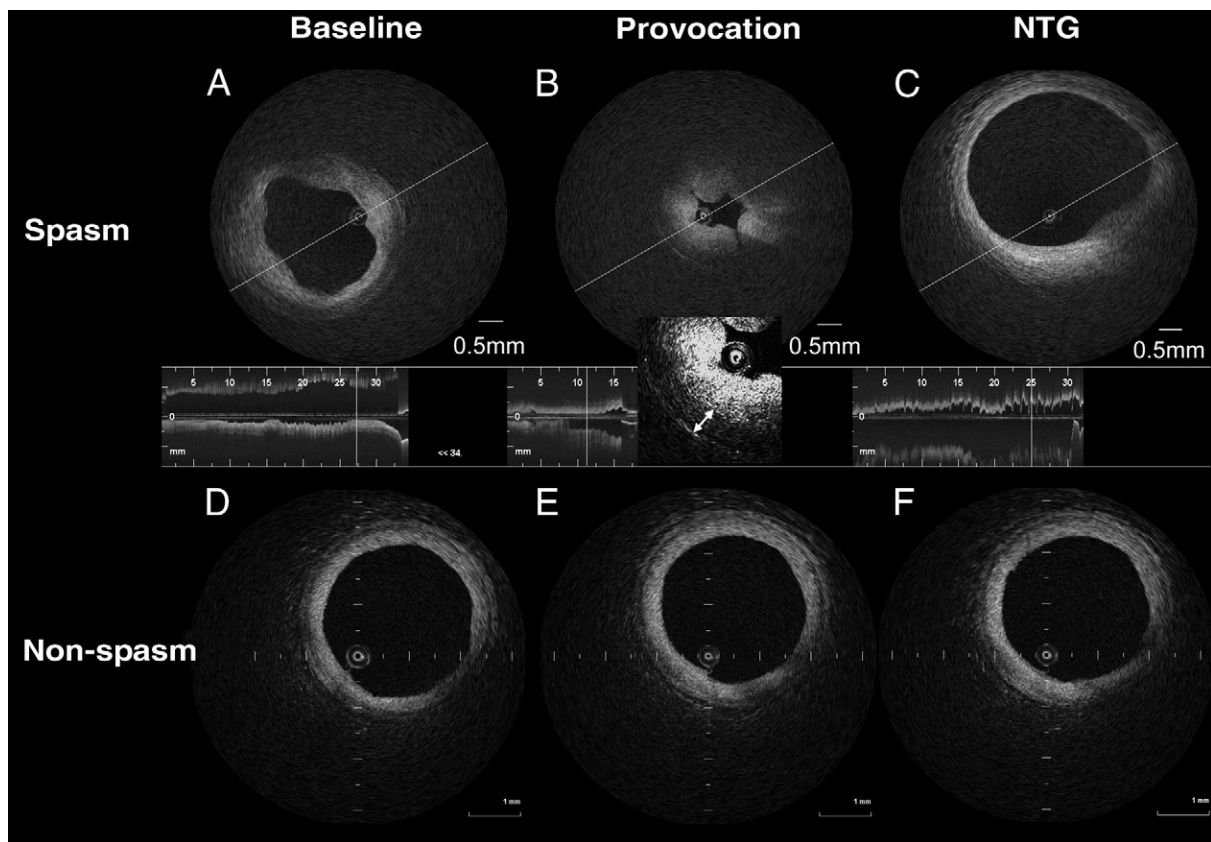 Baseline Provocation NTG
A B C
Spasm
0.5mm 0.5mm 0.5mm
5 10 15 20 25 30 5 10 15 5 10 15 20 25 30
0 0 0
mm << 34. mm mm
D E F
Non-spasm
1 mm 1 mm 1 mm